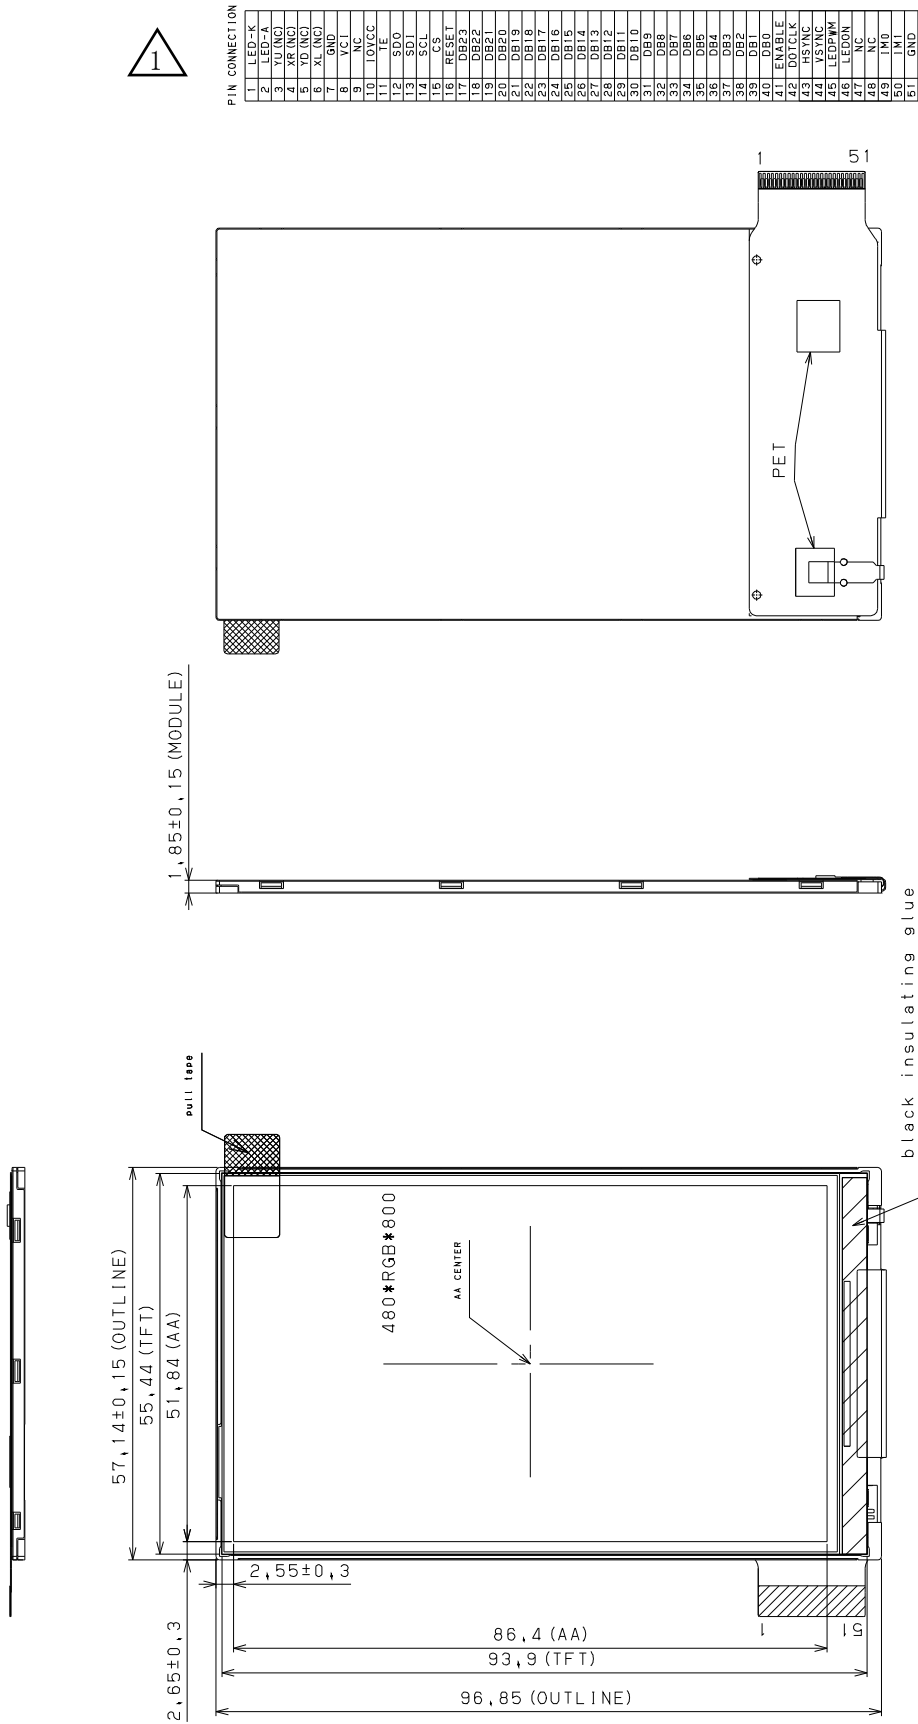 1
PIN CONNECTION
1 LED-K
2 LED-A
3 YU(NC)
4 XR(NC)
5 YD(NC)
6 XL(NC)
7 GND
8 VCI
9 NC
10 IOVCC
11 TE
12 SDO
13 SDI
14 SCL
15 CS
16 RESET
17 DB23
18 DB22
19 DB21
20 DB20
21 DB19
22 DB18
23 DB17
24 DB16
25 DB15
26 DB14
27 DB13
28 DB12
29 DB11
30 DB10
31 DB9
32 DB8
33 DB7
34 DB6
35 DB5
36 DB4
37 DB3
38 DB2
39 DB1
40 DB0
41 ENABLE
42 DOTCLK
43 HSYNC
44 VSYNC
45 LEDPWM
46 LEDON
47 NC
48 NC
49 IM0
50 IM1
51 GND
1
51
PET
1,85±0,15(MODULE)
black insulating glue
pull tape
57,14±0,15(OUTLINE)
55,44(TFT)
51,84(AA)
480*RGB*800
AA CENTER
2,55±0,3
2,65±0,3
1
51
86,4(AA)
93,9(TFT)
96,85(OUTLINE)